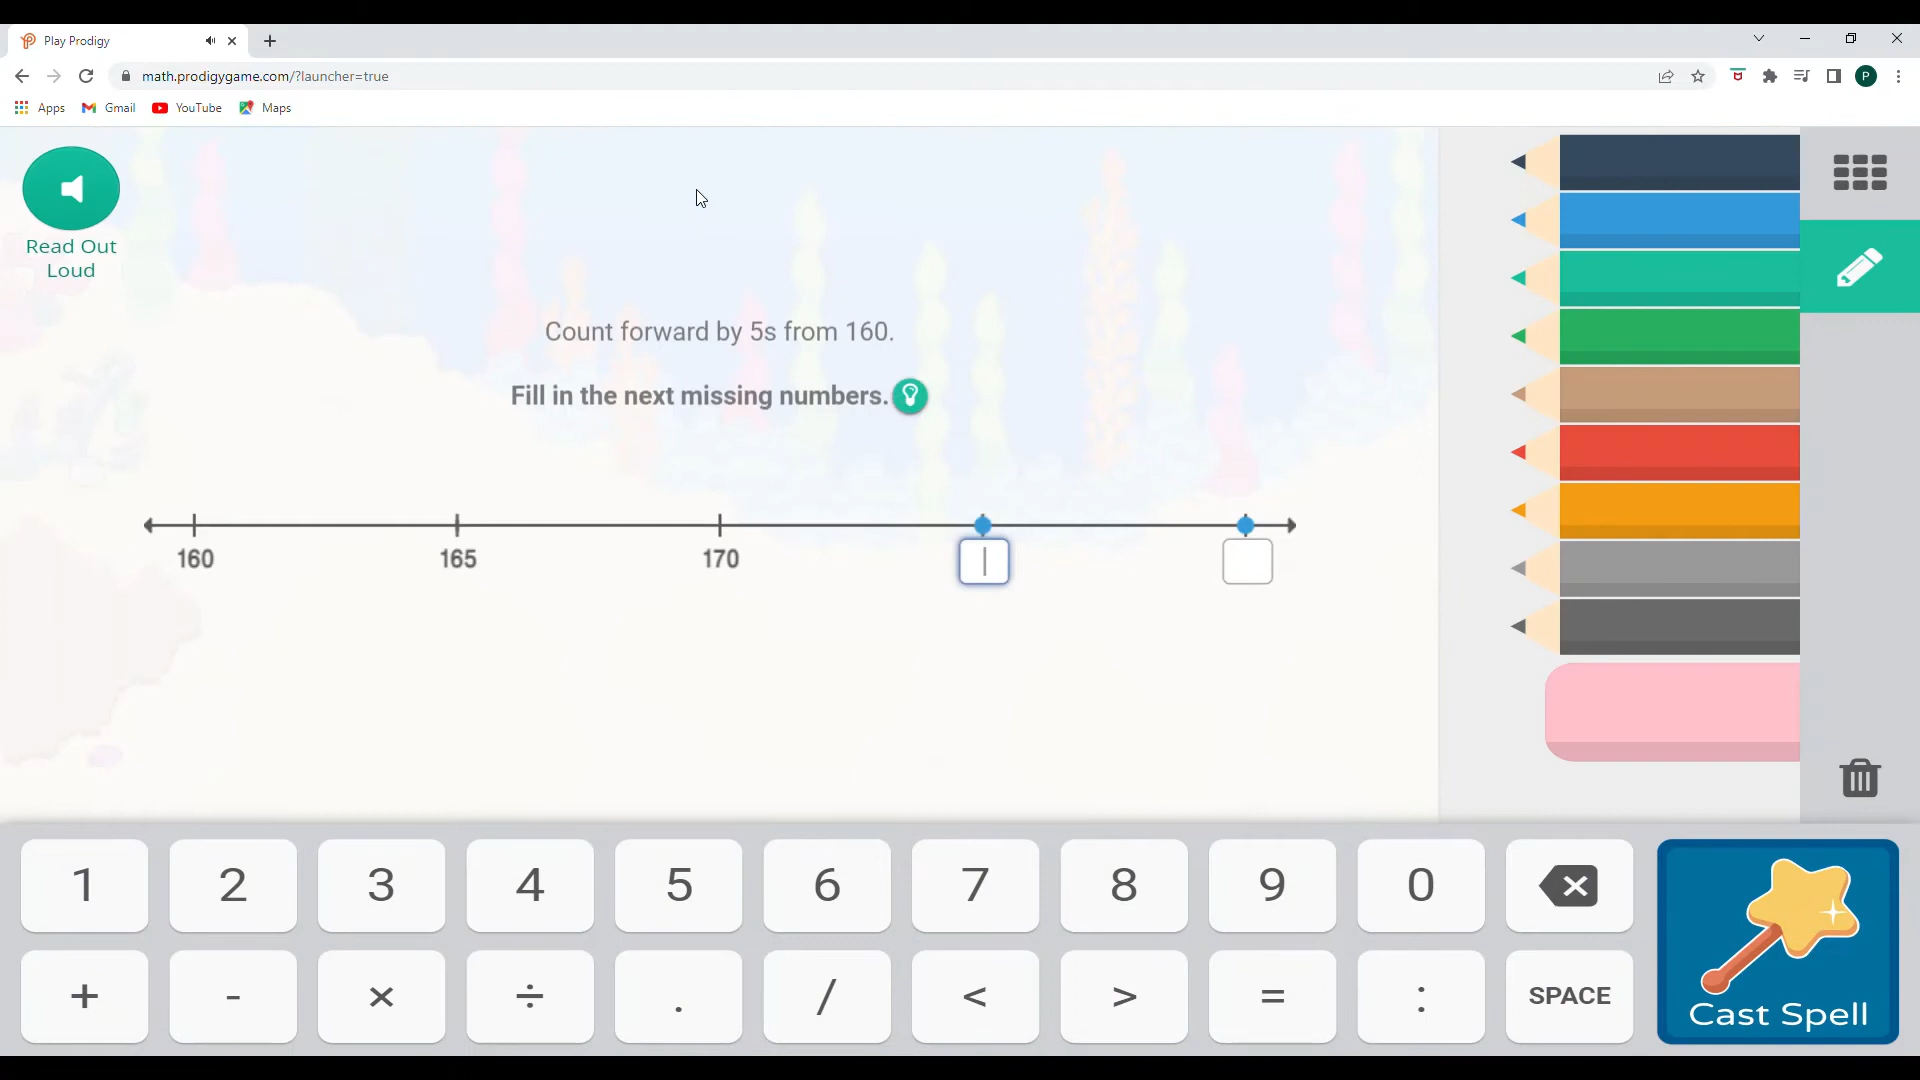 Play Prodigy
math.prodigygame.com/?launcher=true
P
Apps Gmail YouTube Maps
Read Out
Loud
Count forward by 5s from 160.
Fill in the next missing numbers.
160 165 170
1 2 3 4 5 6 7 8 9 0
+ - × ÷ . / < > = : SPACE
Cast Spell